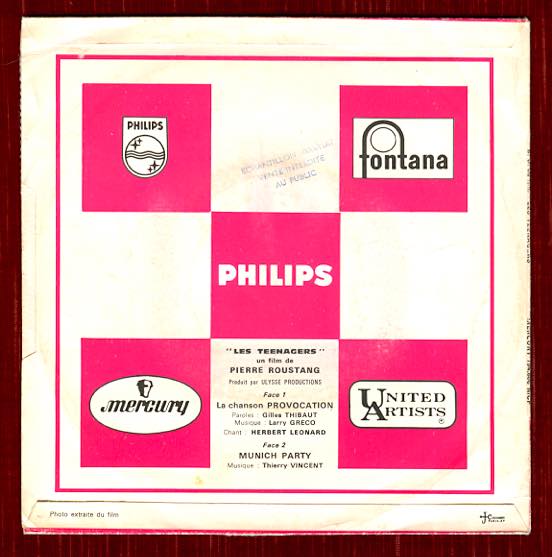 PHILIPS
fontana
ECHANTILLON GRATUIT
VENTE INTERDITE
AU PUBLIC
PHILIPS
"LES TEENAGERS"
un film de
PIERRE ROUSTANG
Produit par ULYSSE PRODUCTIONS
Face 1
La chanson PROVOCATION
Paroles : Gilles THIBAUT
Musique : Larry GRECO
Chant : HERBERT LEONARD
Face 2
MUNICH PARTY
Musique : Thierry VINCENT
mercury
UNITED
ARTISTS
®
Photo extraite du film